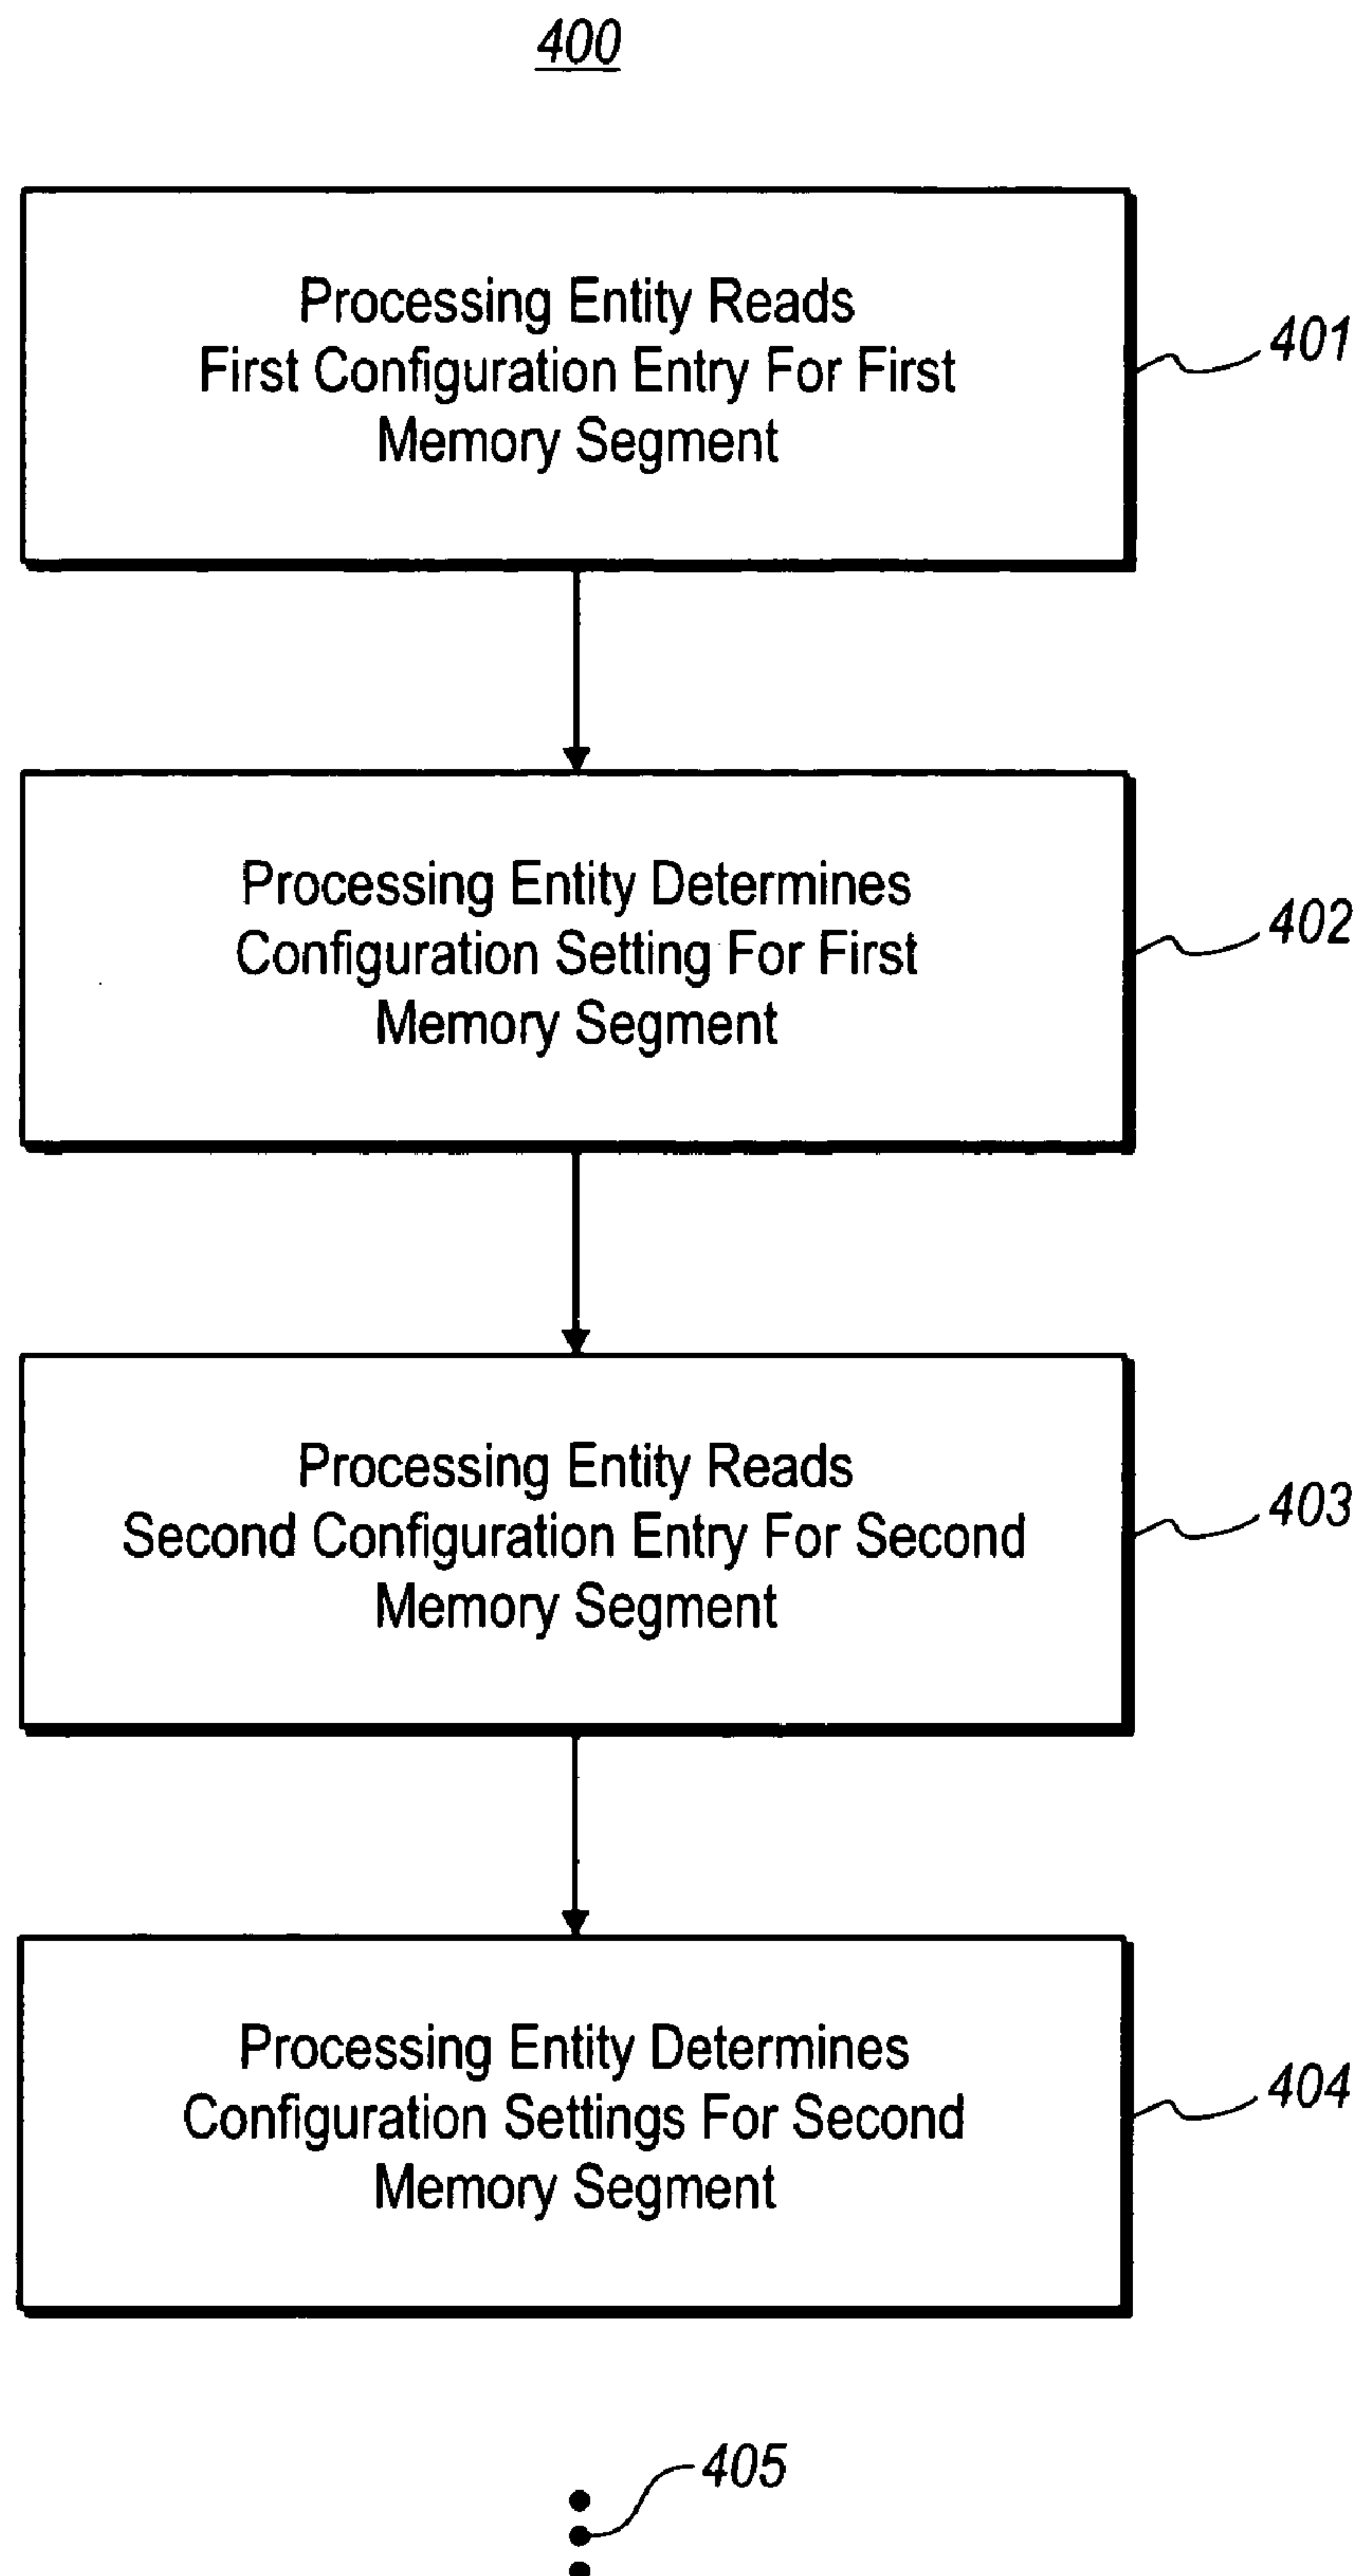 400
Processing Entity Reads
First Configuration Entry For First
Memory Segment
401
Processing Entity Determines
Configuration Setting For First
Memory Segment
402
Processing Entity Reads
Second Configuration Entry For Second
Memory Segment
403
Processing Entity Determines
Configuration Settings For Second
Memory Segment
404
405